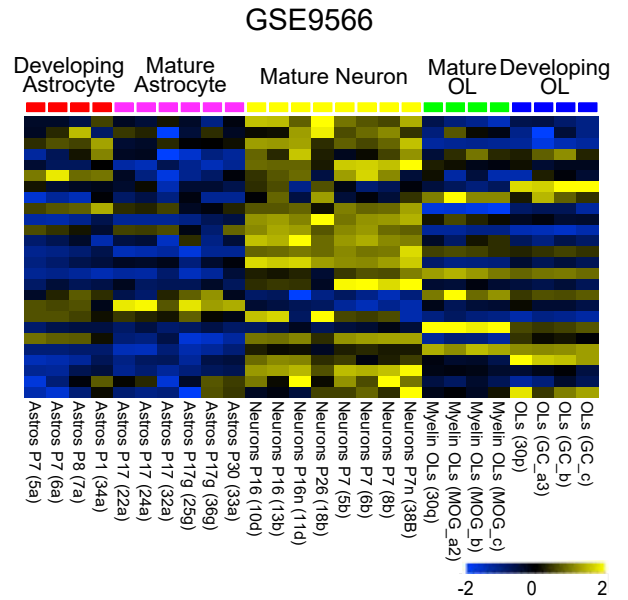 GSE9566
Developing Astrocyte
Mature Astrocyte
Mature Neuron
Mature OL
Developing OL
Astros P7 (5a)
Astros P7 (6a)
Astros P8 (7a)
Astros P1 (34a)
Astros P17 (22a)
Astros P17 (24a)
Astros P17 (32a)
Astros P17g (25g)
Astros P17g (36g)
Astros P30 (33a)
Neurons P16 (10d)
Neurons P16 (13b)
Neurons P16n (11d)
Neurons P26 (18b)
Neurons P7 (5b)
Neurons P7 (6b)
Neurons P7 (8b)
Neurons P7n (38B)
Myelin OLs (30q)
Myelin OLs (MOG_a2)
Myelin OLs (MOG_b)
Myelin OLs (MOG_c)
OLs (30p)
OLs (GC_a3)
OLs (GC_b)
OLs (GC_c)
-2 0 2